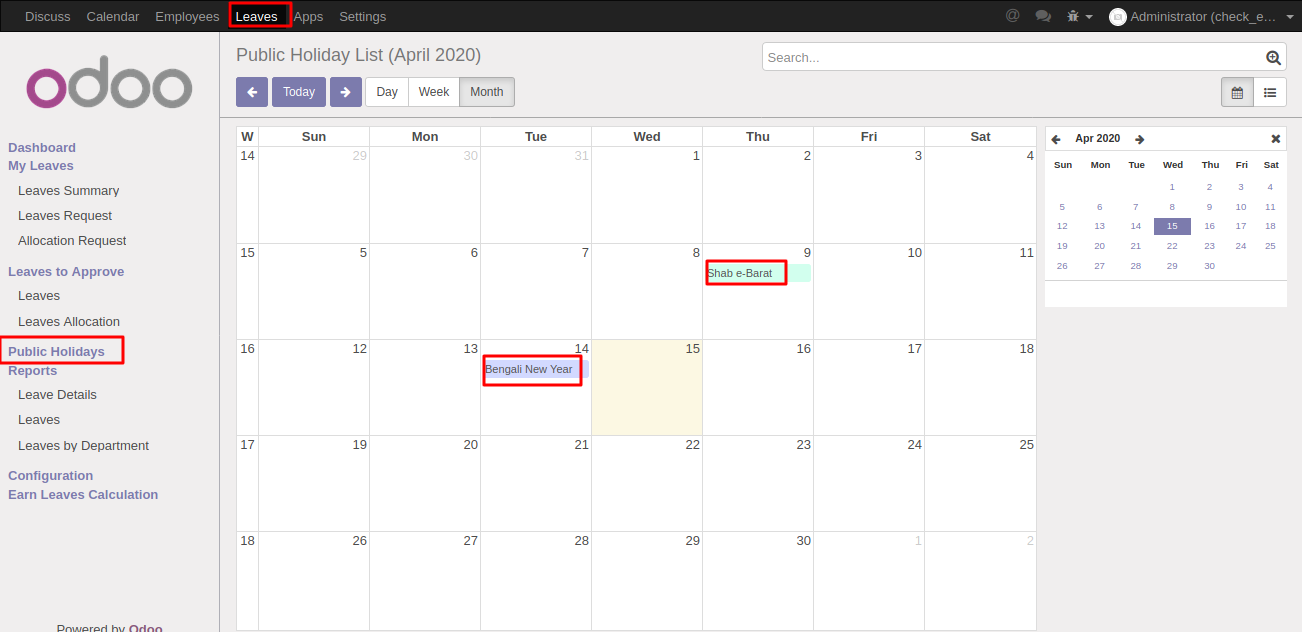 Discuss Calendar Employees Leaves Apps Settings @ Administrator (check_e...
odoo
Dashboard
My Leaves
Leaves Summary
Leaves Request
Allocation Request
Leaves to Approve
Leaves
Leaves Allocation
Public Holidays
Reports
Leave Details
Leaves
Leaves by Department
Configuration
Earn Leaves Calculation
Powered by Odoo
Public Holiday List (April 2020)
Search...
Today Day Week Month
W Sun Mon Tue Wed Thu Fri Sat
14 29 30 31 1 2 3 4
15 5 6 7 8 9 10 11
Shab e-Barat
16 12 13 14 15 16 17 18
Bengali New Year
17 19 20 21 22 23 24 25
18 26 27 28 29 30 1 2
Apr 2020
Sun Mon Tue Wed Thu Fri Sat
1 2 3 4
5 6 7 8 9 10 11
12 13 14 15 16 17 18
19 20 21 22 23 24 25
26 27 28 29 30